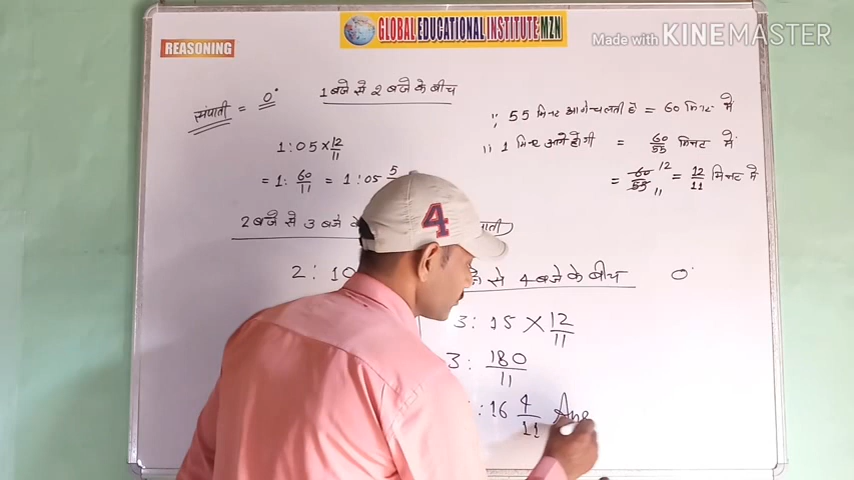 GLOBAL EDUCATIONAL INSTITUTE MZN
Made with KINEMASTER
REASONING
संपाती = 0°
1 बजे से 2 बजे के बीच
1:05 × 12/11
= 1: 60/11 = 1:05 5
∵ 55 मिनट आगे चलती है = 60 मिनट में
∴ 1 मिनट आगे होगी = 60/55 मिनट में
= 60/55 12/11 = 12/11 मिनट में
2 बजे से 3 बजे
2:10
4
से 4 बजे के बीच 0°
3:15 × 12/11
3: 180/11
:16 4/11 Ans